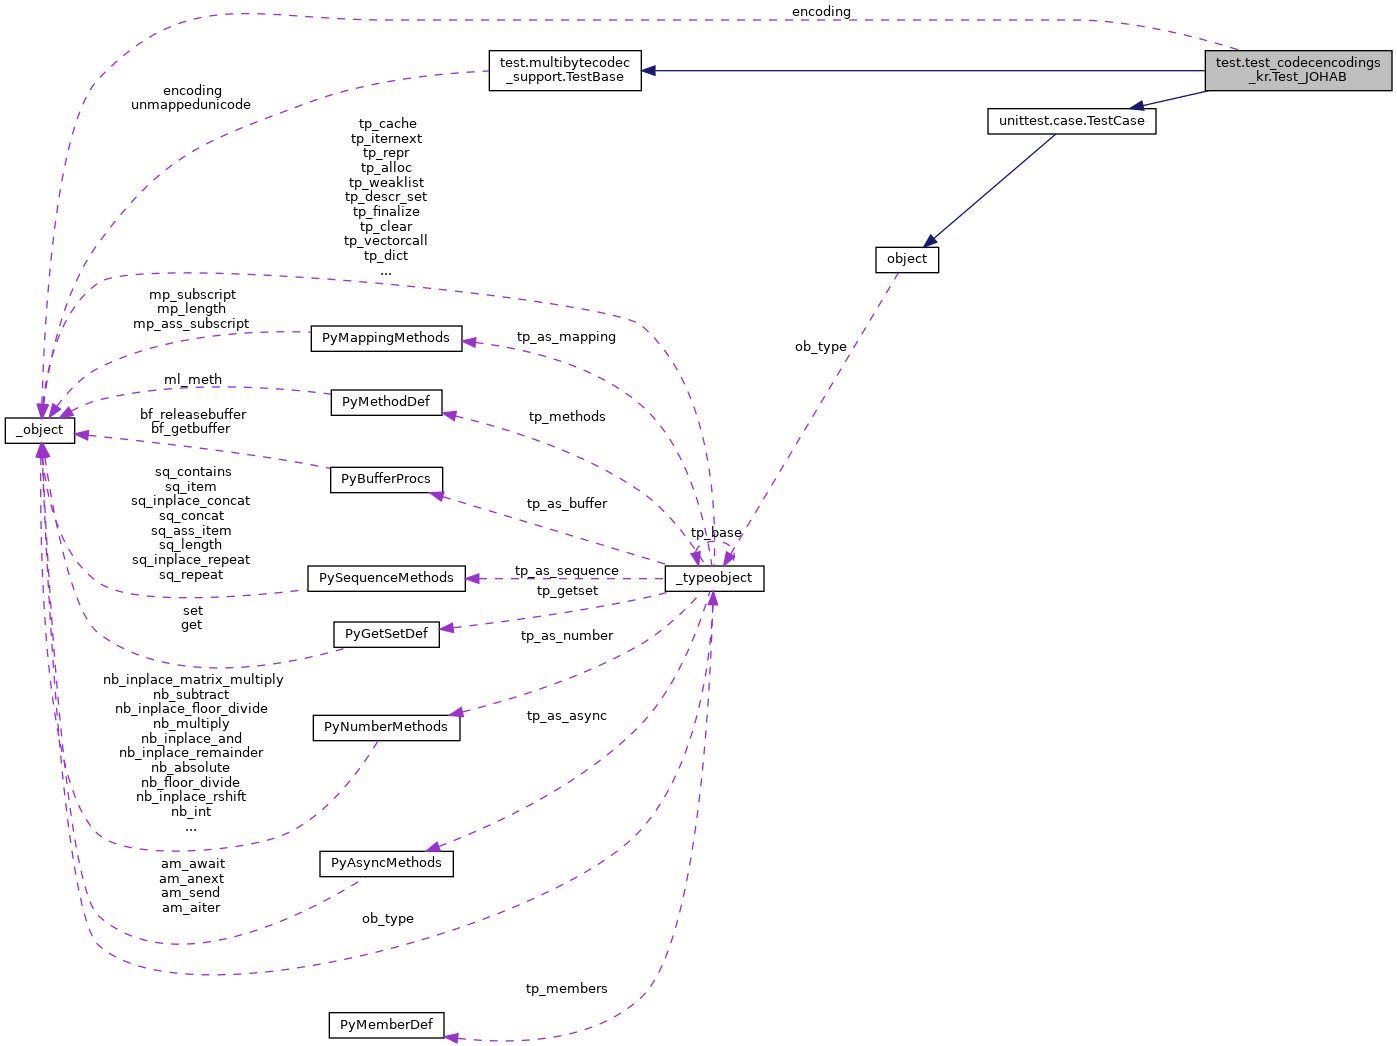 encoding
test.test_codecencodings
_kr.Test_JOHAB
test.multibytecodec
_support.TestBase
encoding
unmappedunicode
unittest.case.TestCase
tp_cache
tp_iternext
tp_repr
tp_alloc
tp_weaklist
tp_descr_set
tp_finalize
tp_clear
tp_vectorcall
tp_dict
...
object
mp_subscript
mp_length
mp_ass_subscript
PyMappingMethods
tp_as_mapping
ob_type
ml_meth
PyMethodDef
tp_methods
_object
bf_releasebuffer
bf_getbuffer
PyBufferProcs
tp_as_buffer
sq_contains
sq_item
sq_inplace_concat
sq_concat
sq_ass_item
sq_length
sq_inplace_repeat
sq_repeat
PySequenceMethods
tp_as_sequence
tp_base
_typeobject
tp_getset
set
get
PyGetSetDef
tp_as_number
nb_inplace_matrix_multiply
nb_subtract
nb_inplace_floor_divide
nb_multiply
nb_inplace_and
nb_inplace_remainder
nb_absolute
nb_floor_divide
nb_inplace_rshift
nb_int
...
PyNumberMethods
tp_as_async
am_await
am_anext
am_send
am_aiter
PyAsyncMethods
ob_type
tp_members
PyMemberDef